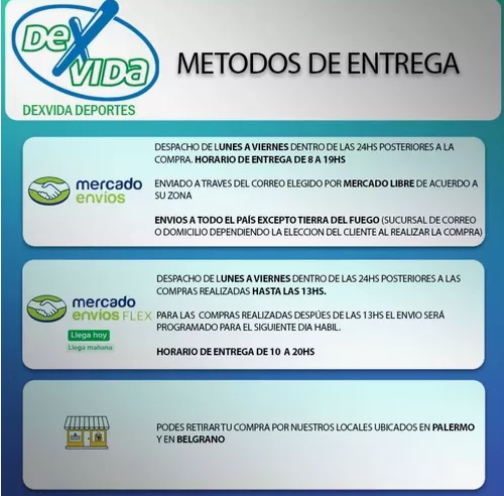 DeX
VIDA
DEXVIDA DEPORTES
METODOS DE ENTREGA
mercado
envios
DESPACHO DE LUNES A VIERNES DENTRO DE LAS 24HS POSTERIORES A LA
COMPRA. HORARIO DE ENTREGA DE 8 A 19HS
ENVIADO A TRAVES DEL CORREO ELEGIDO POR MERCADO LIBRE DE ACUERDO A
SU ZONA
ENVIOS A TODO EL PAÍS EXCEPTO TIERRA DEL FUEGO (SUCURSAL DE CORREO
O DOMICILIO DEPENDIENDO LA ELECCION DEL CLIENTE AL REALIZAR LA COMPRA)
mercado
envios FLEX
Llega hoy
Llega mañana
DESPACHO DE LUNES A VIERNES DENTRO DE LAS 24HS POSTERIORES A LAS
COMPRAS REALIZADAS HASTA LAS 13HS.
PARA LAS COMPRAS REALIZADAS DESPÚES DE LAS 13HS EL ENVIO SERÁ
PROGRAMADO PARA EL SIGUIENTE DIA HABIL.
HORARIO DE ENTREGA DE 10 A 20HS
PODES RETIRAR TU COMPRA POR NUESTROS LOCALES UBICADOS EN PALERMO
Y EN BELGRANO